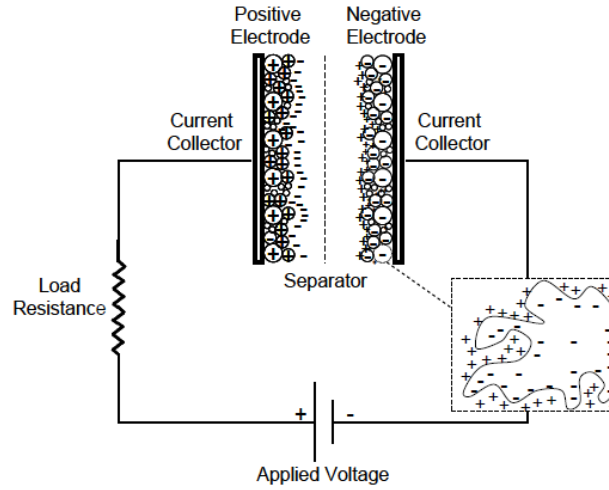 Positive Electrode
Negative Electrode
Current Collector
Current Collector
Separator
Load Resistance
+ -
Applied Voltage